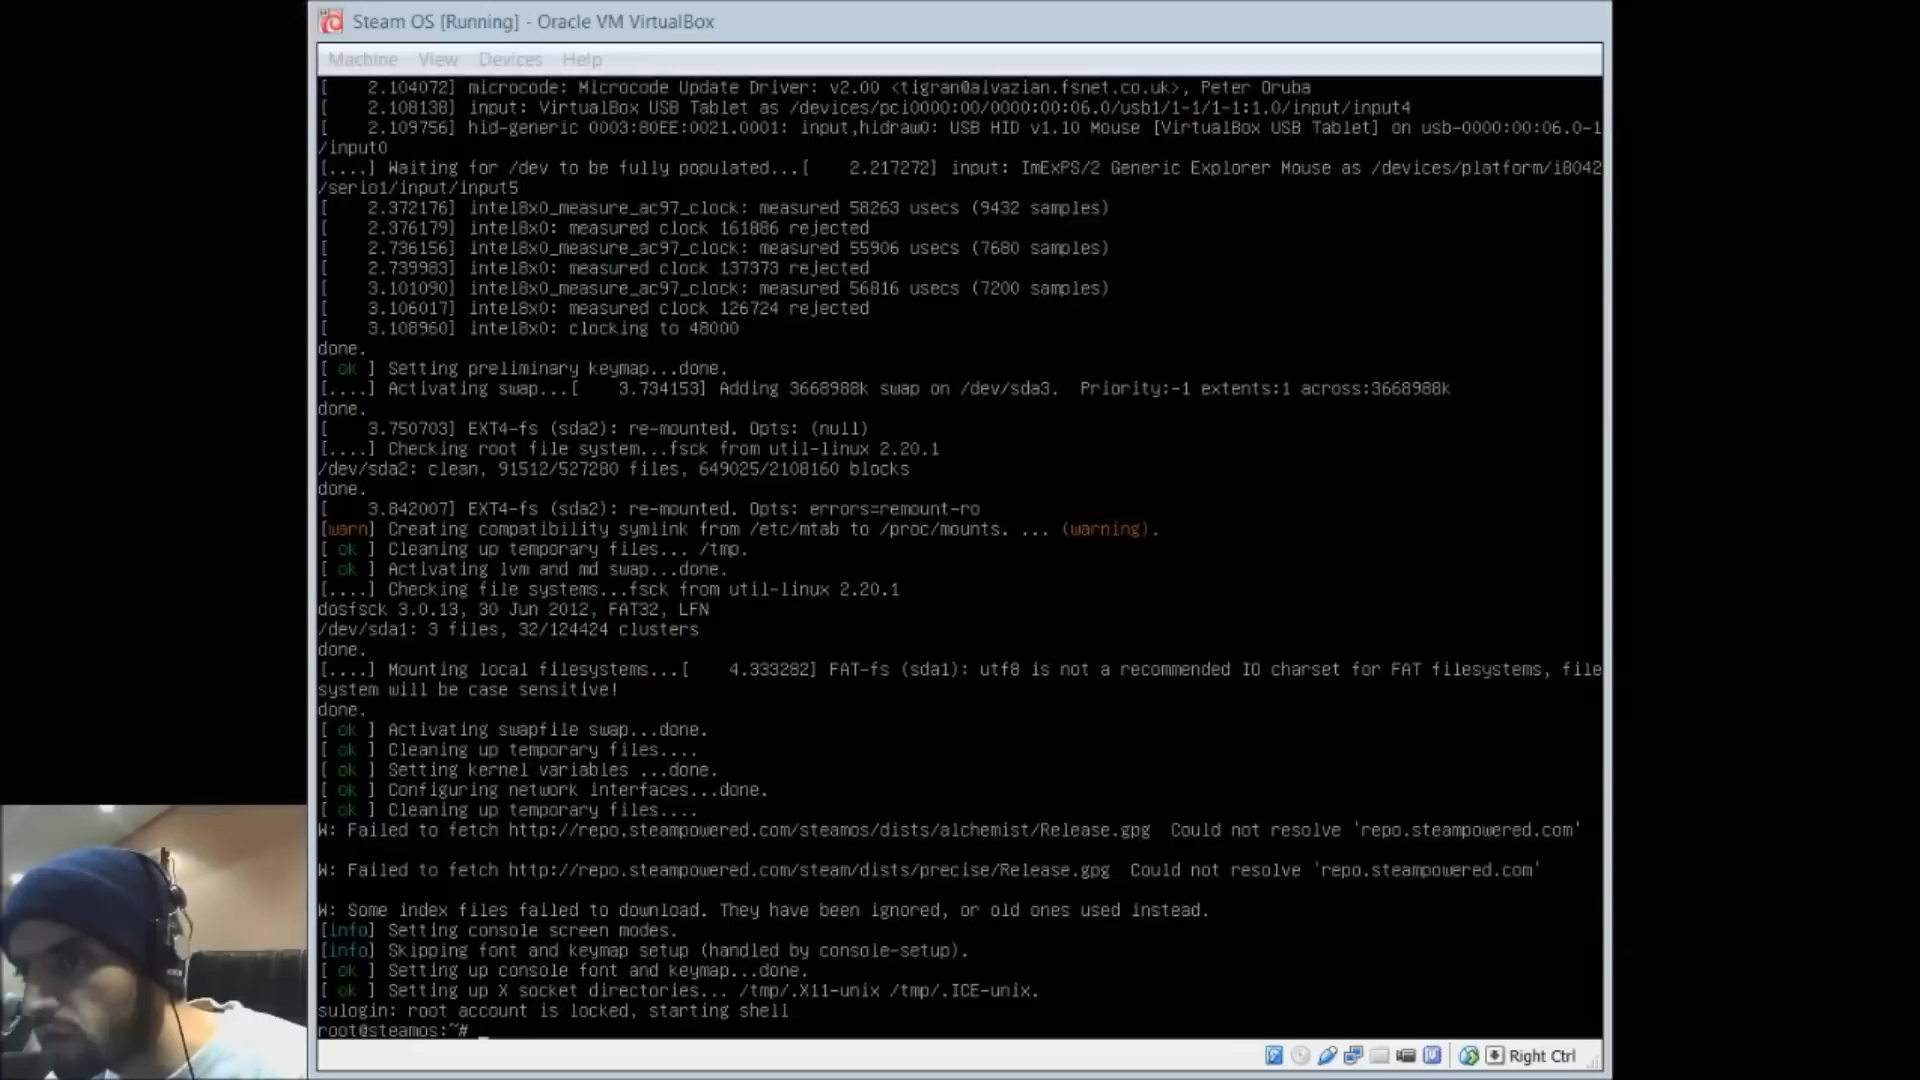 Steam OS [Running] - Oracle VM VirtualBox
Machine View Devices Help
[    2.104072] microcode: Microcode Update Driver: v2.00 <tigran@aivazian.fsnet.co.uk>, Peter Oruba
[    2.108138] input: VirtualBox USB Tablet as /devices/pci0000:00/0000:00:06.0/usb1/1-1/1-1:1.0/input/input4
[    2.109756] hid-generic 0003:80EE:0021.0001: input,hidraw0: USB HID v1.10 Mouse [VirtualBox USB Tablet] on usb-0000:00:06.0-1
/input0
[....] Waiting for /dev to be fully populated...[    2.217272] input: ImExPS/2 Generic Explorer Mouse as /devices/platform/i8042
/serio1/input/input5
[    2.372176] intel8x0_measure_ac97_clock: measured 58263 usecs (9432 samples)
[    2.376179] intel8x0: measured clock 161886 rejected
[    2.736156] intel8x0_measure_ac97_clock: measured 55906 usecs (7680 samples)
[    2.739983] intel8x0: measured clock 137373 rejected
[    3.101090] intel8x0_measure_ac97_clock: measured 56816 usecs (7200 samples)
[    3.106017] intel8x0: measured clock 126724 rejected
[    3.108960] intel8x0: clocking to 48000
done.
[ ok ] Setting preliminary keymap...done.
[....] Activating swap...[    3.734153] Adding 3668988k swap on /dev/sda3.  Priority:-1 extents:1 across:3668988k
done.
[    3.750703] EXT4-fs (sda2): re-mounted. Opts: (null)
[....] Checking root file system...fsck from util-linux 2.20.1
/dev/sda2: clean, 91512/527280 files, 649025/2108160 blocks
done.
[    3.842007] EXT4-fs (sda2): re-mounted. Opts: errors=remount-ro
[warn] Creating compatibility symlink from /etc/mtab to /proc/mounts. ... (warning).
[ ok ] Cleaning up temporary files... /tmp.
[ ok ] Activating lvm and md swap...done.
[....] Checking file systems...fsck from util-linux 2.20.1
dosfsck 3.0.13, 30 Jun 2012, FAT32, LFN
/dev/sda1: 3 files, 32/124424 clusters
done.
[....] Mounting local filesystems...[    4.333282] FAT-fs (sda1): utf8 is not a recommended IO charset for FAT filesystems, file
system will be case sensitive!
done.
[ ok ] Activating swapfile swap...done.
[ ok ] Cleaning up temporary files....
[ ok ] Setting kernel variables ...done.
[ ok ] Configuring network interfaces...done.
[ ok ] Cleaning up temporary files....
W: Failed to fetch http://repo.steampowered.com/steamos/dists/alchemist/Release.gpg  Could not resolve 'repo.steampowered.com'
W: Failed to fetch http://repo.steampowered.com/steam/dists/precise/Release.gpg  Could not resolve 'repo.steampowered.com'
W: Some index files failed to download. They have been ignored, or old ones used instead.
[info] Setting console screen modes.
[info] Skipping font and keymap setup (handled by console-setup).
[ ok ] Setting up console font and keymap...done.
[ ok ] Setting up X socket directories... /tmp/.X11-unix /tmp/.ICE-unix.
sulogin: root account is locked, starting shell
root@steamos:~# _
Right Ctrl